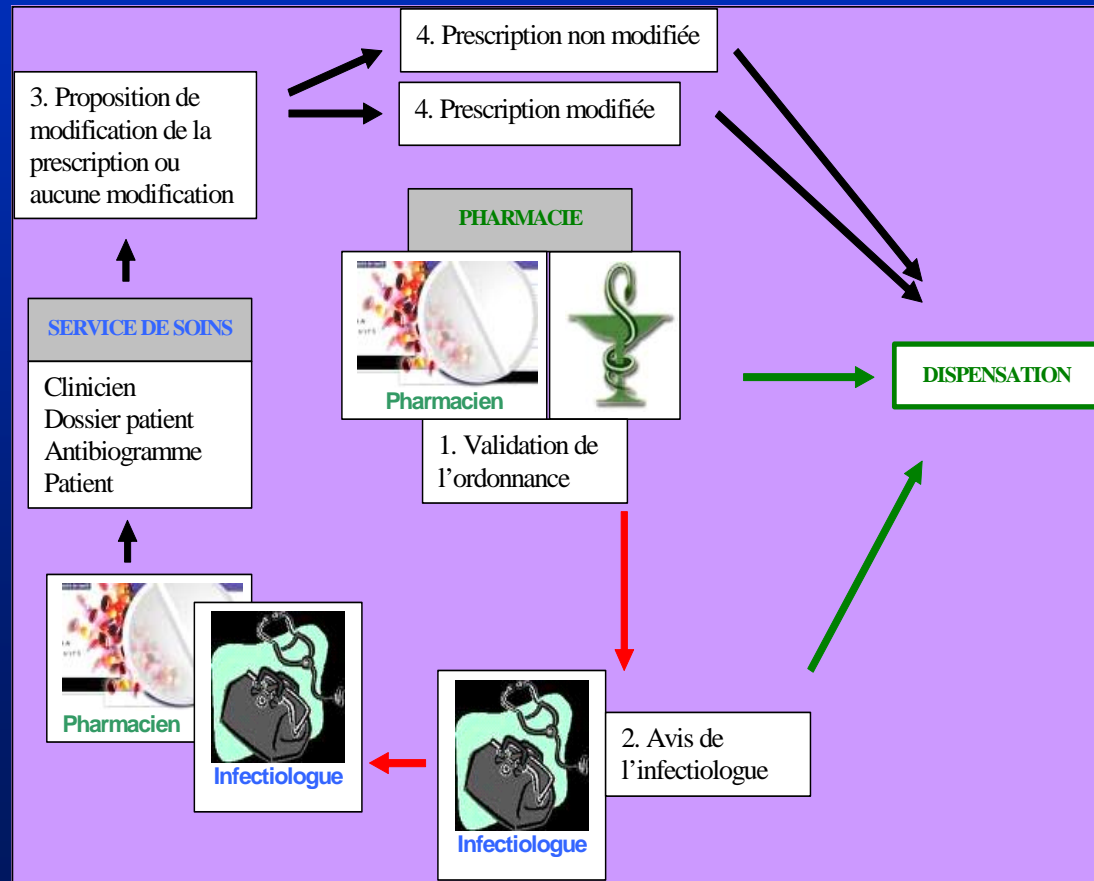 4. Prescription non modifiée
3. Proposition de
modification de la
prescription ou
aucune modification
4. Prescription modifiée
PHARMACIE
SERVICE DE SOINS
Clinicien
Dossier patient
Antibiogramme
Patient
Pharmacien
1. Validation de
l’ordonnance
DISPENSATION
Pharmacien
Infectiologue
Infectiologue
2. Avis de
l’infectiologue